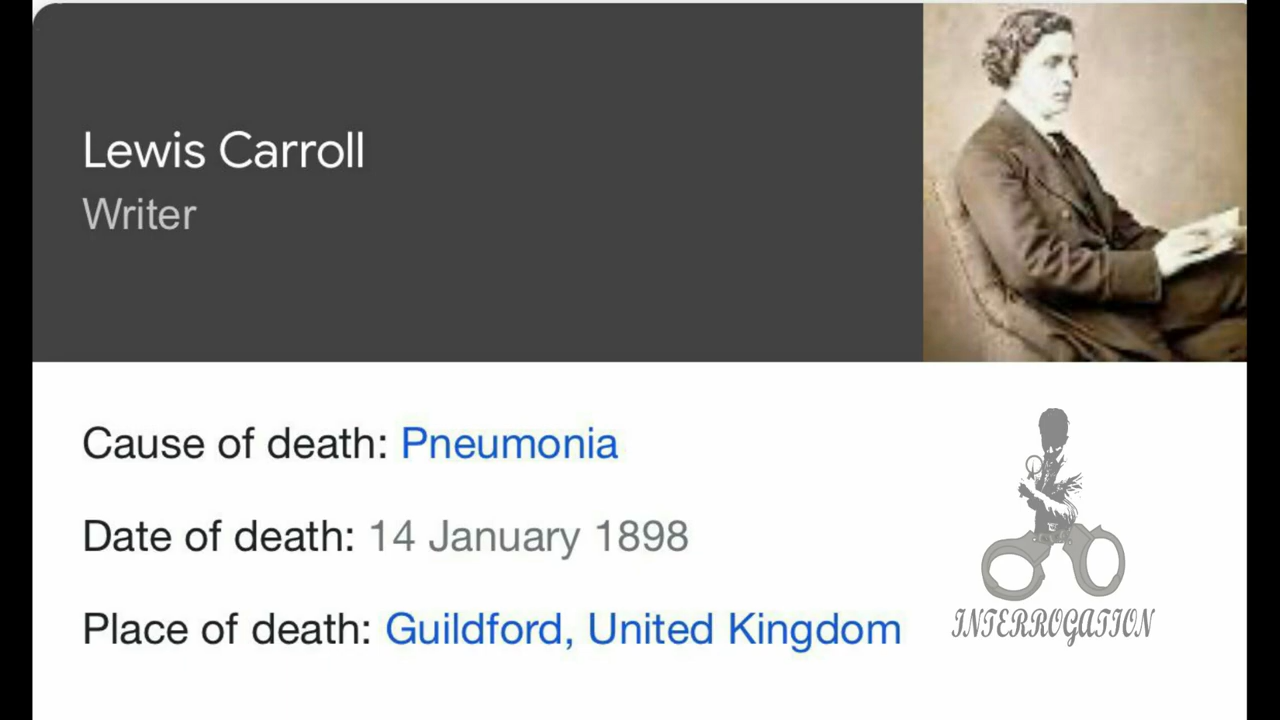 Lewis Carroll
Writer
Cause of death: Pneumonia
Date of death: 14 January 1898
Place of death: Guildford, United Kingdom
INTERROGATION